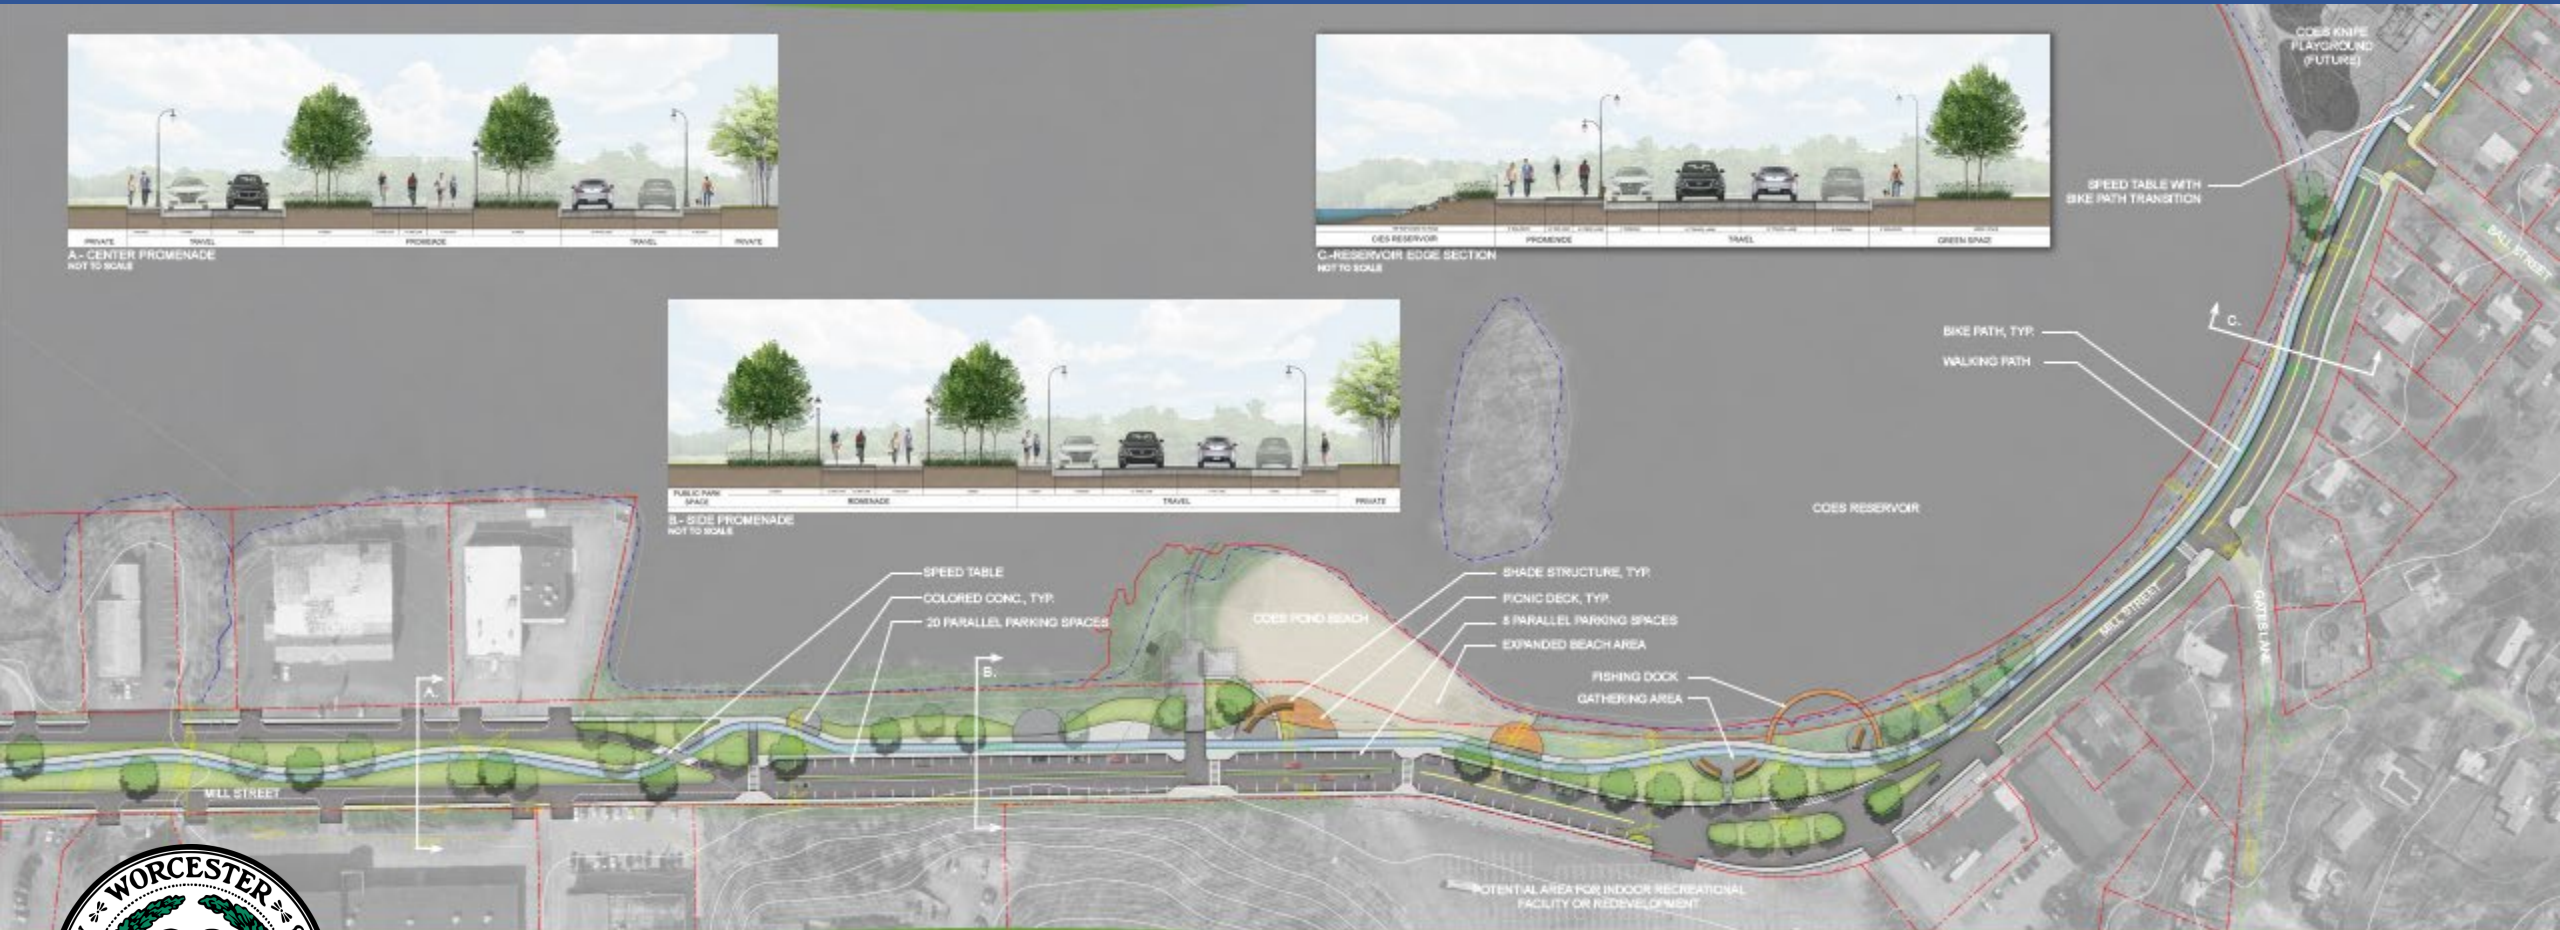 PRIVATE TRAVEL PROMENADE TRAVEL PRIVATE
A.- CENTER PROMENADE
NOT TO SCALE
COES RESERVOIR PROMENADE TRAVEL GREEN SPACE
C.-RESERVOIR EDGE SECTION
NOT TO SCALE
COES KNIFE
PLAYGROUND
(FUTURE)
SPEED TABLE WITH
BIKE PATH TRANSITION
BALL STREET
C.
BIKE PATH, TYP.
WALKING PATH
PUBLIC PARK
SPACE
ROMENADE TRAVEL PRIVATE
B.- SIDE PROMENADE
NOT TO SCALE
COES RESERVOIR
SPEED TABLE
COLORED CONC., TYP.
20 PARALLEL PARKING SPACES
B.
A.
COES POND BEACH
SHADE STRUCTURE, TYP.
PICNIC DECK, TYP.
8 PARALLEL PARKING SPACES
EXPANDED BEACH AREA
FISHING DOCK
GATHERING AREA
MILL STREET
GATES LANE
MILL STREET
POTENTIAL AREA FOR INDOOR RECREATIONAL
FACILITY OR REDEVELOPMENT
WORCESTER